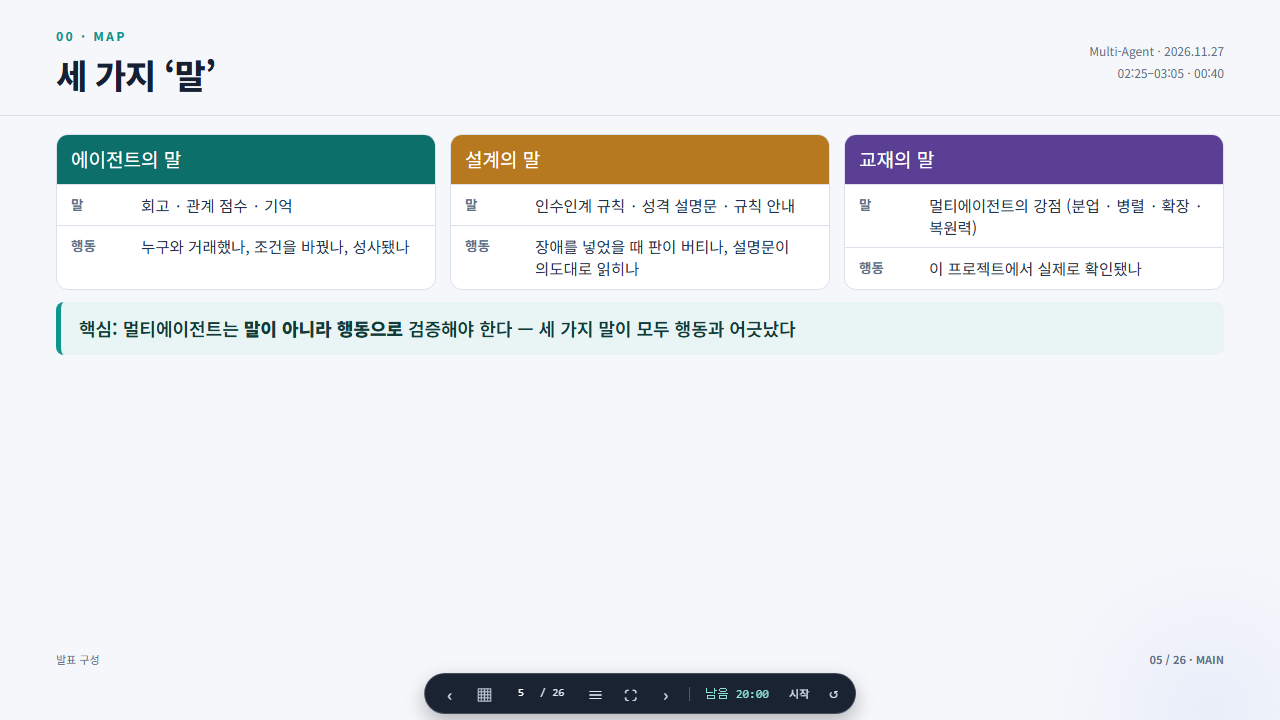 00 · MAP
세 가지 ‘말’
Multi-Agent · 2026.11.27
02:25–03:05 · 00:40
에이전트의 말
말 회고 · 관계 점수 · 기억
행동 누구와 거래했나, 조건을 바꿨나, 성사됐나
설계의 말
말 인수인계 규칙 · 성격 설명문 · 규칙 안내
행동 장애를 넣었을 때 판이 버티나, 설명문이
의도대로 읽히나
교재의 말
말 멀티에이전트의 강점 (분업 · 병렬 · 확장 ·
복원력)
행동 이 프로젝트에서 실제로 확인됐나
핵심: 멀티에이전트는 말이 아니라 행동으로 검증해야 한다 — 세 가지 말이 모두 행동과 어긋났다
발표 구성
05 / 26 · MAIN
‹ 5 / 26 › 남음 20:00 시작 ↺